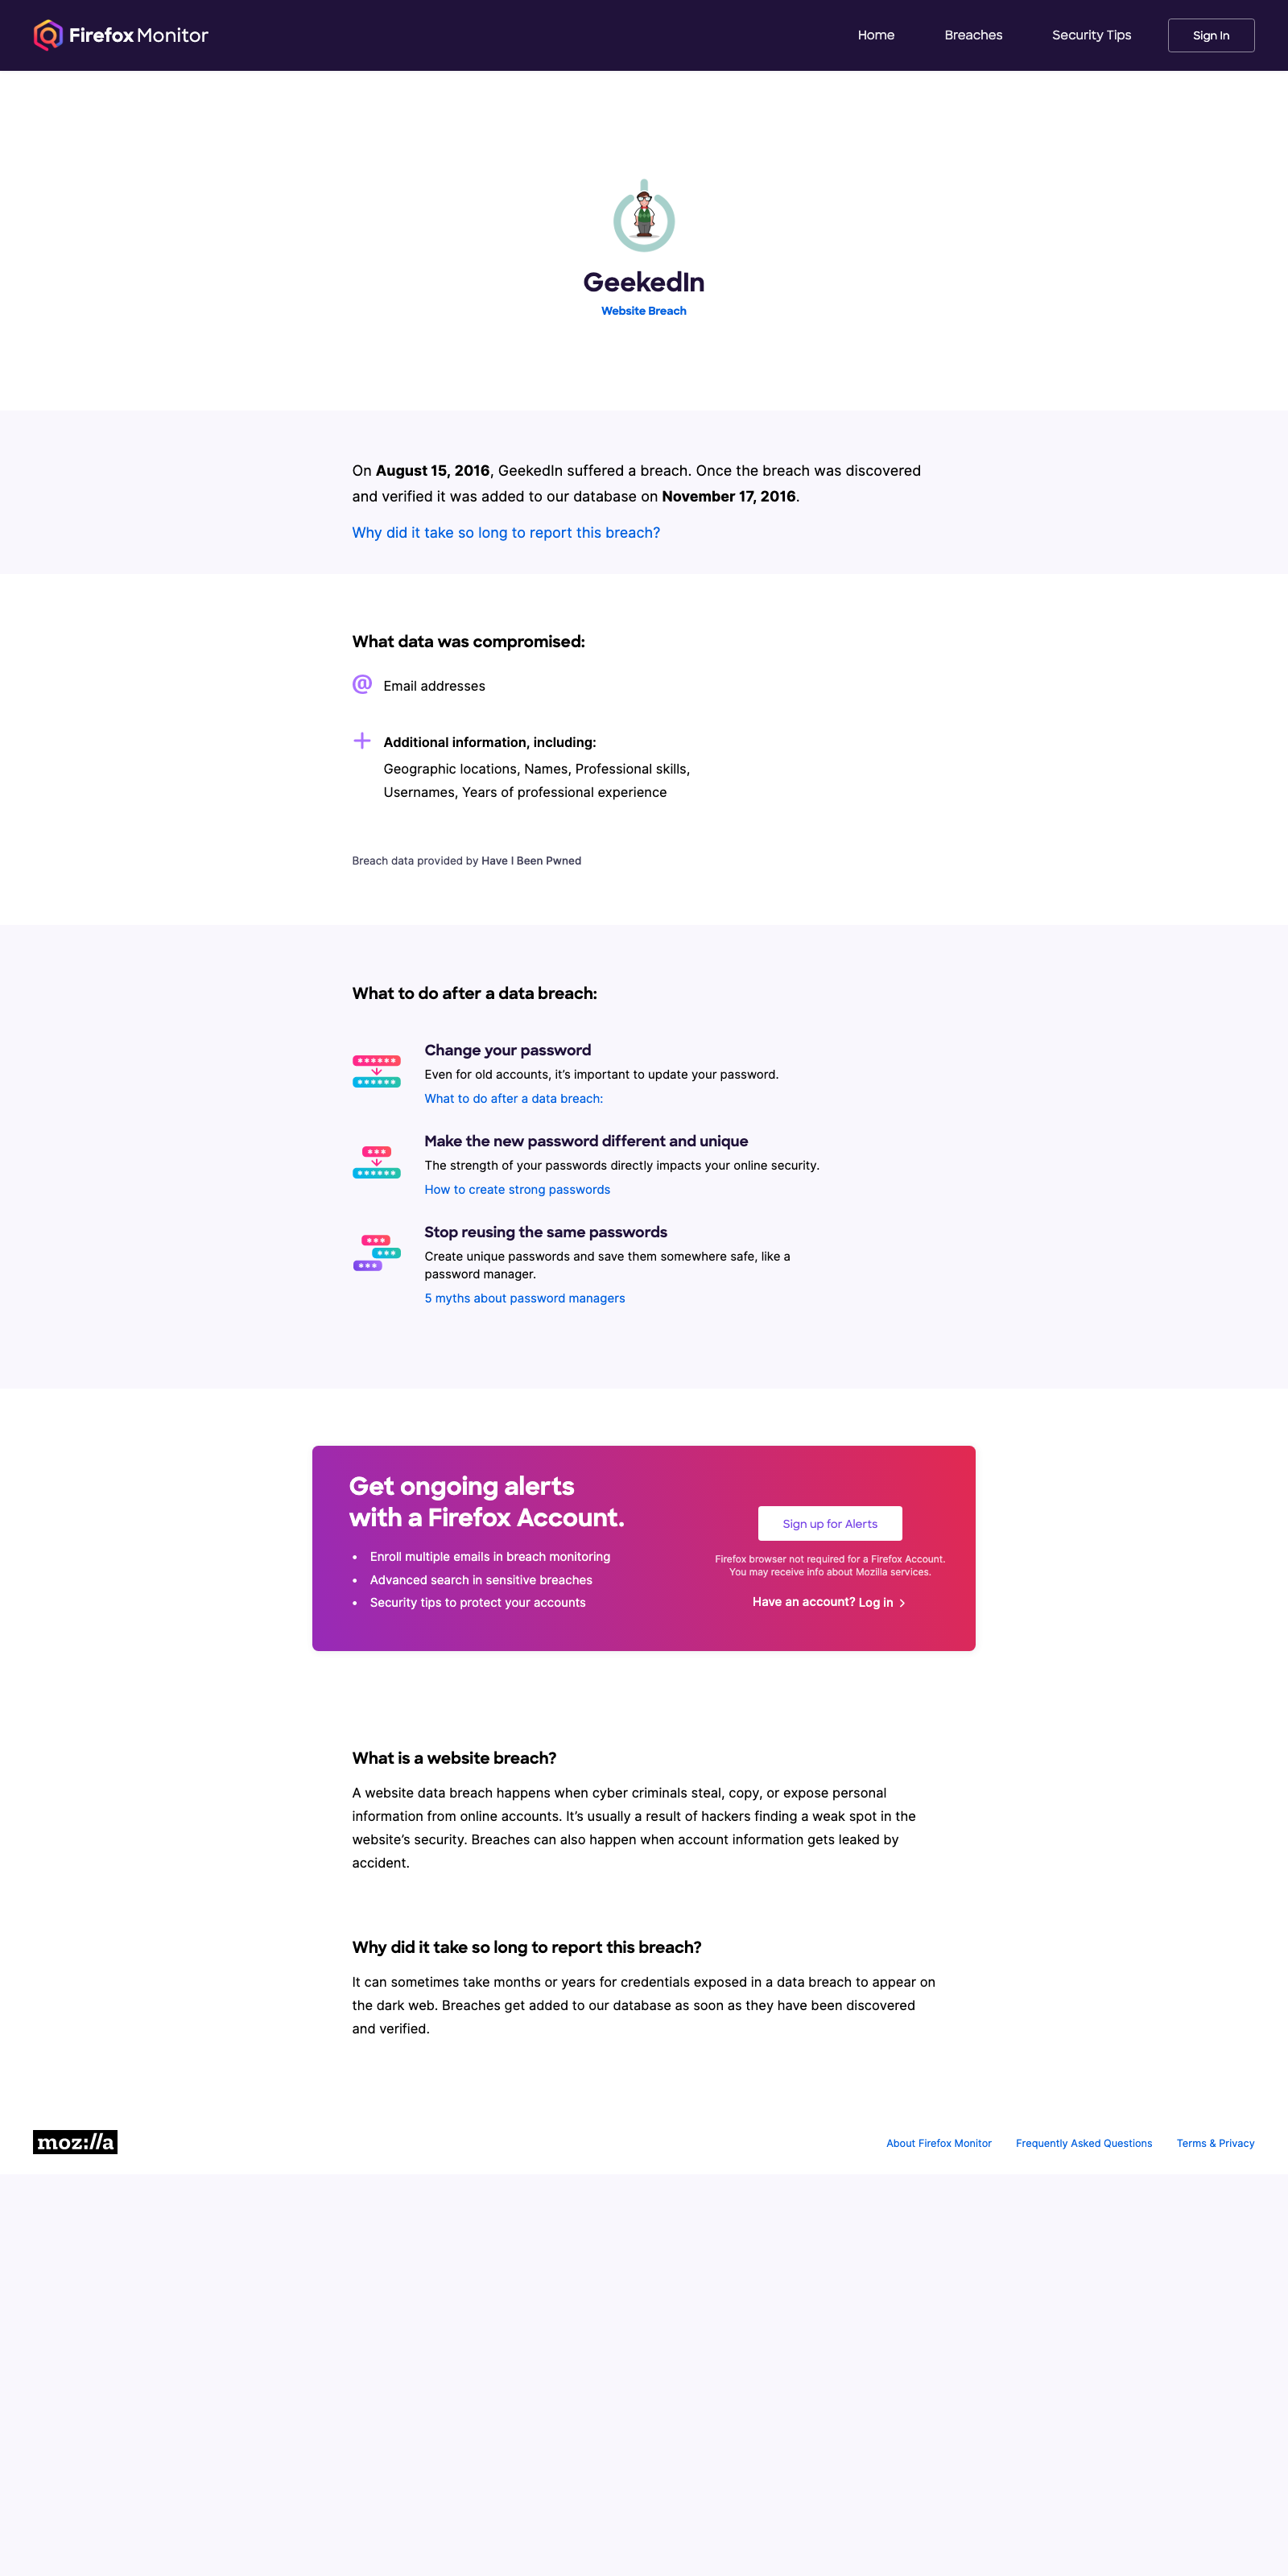 Firefox Monitor
Home
Breaches
Security Tips
Sign In
GeekedIn
Website Breach
On August 15, 2016, GeekedIn suffered a breach. Once the breach was discovered
and verified it was added to our database on November 17, 2016.
Why did it take so long to report this breach?
What data was compromised:
@ Email addresses
Additional information, including:
Geographic locations, Names, Professional skills,
Usernames, Years of professional experience
Breach data provided by Have I Been Pwned
What to do after a data breach:
Change your password
Even for old accounts, it’s important to update your password.
What to do after a data breach:
Make the new password different and unique
The strength of your passwords directly impacts your online security.
How to create strong passwords
Stop reusing the same passwords
Create unique passwords and save them somewhere safe, like a
password manager.
5 myths about password managers
Get ongoing alerts
with a Firefox Account.
• Enroll multiple emails in breach monitoring
• Advanced search in sensitive breaches
• Security tips to protect your accounts
Sign up for Alerts
Firefox browser not required for a Firefox Account.
You may receive info about Mozilla services.
Have an account? Log in
What is a website breach?
A website data breach happens when cyber criminals steal, copy, or expose personal
information from online accounts. It’s usually a result of hackers finding a weak spot in the
website’s security. Breaches can also happen when account information gets leaked by
accident.
Why did it take so long to report this breach?
It can sometimes take months or years for credentials exposed in a data breach to appear on
the dark web. Breaches get added to our database as soon as they have been discovered
and verified.
moz://a
About Firefox Monitor
Frequently Asked Questions
Terms & Privacy